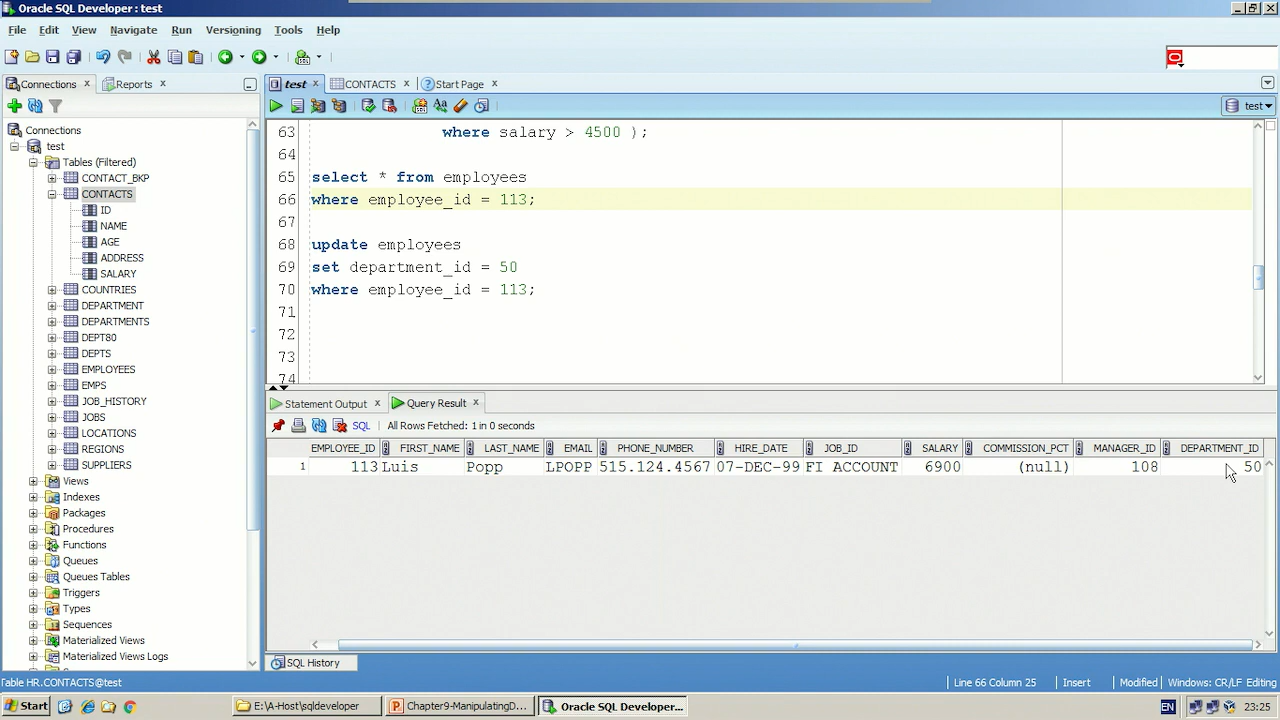 Oracle SQL Developer : test
File Edit View Navigate Run Versioning Tools Help
Connections Reports test CONTACTS Start Page
test
Connections
test
Tables (Filtered)
CONTACT_BKP
CONTACTS
ID
NAME
AGE
ADDRESS
SALARY
COUNTRIES
DEPARTMENT
DEPARTMENTS
DEPT80
DEPTS
EMPLOYEES
EMPS
JOB_HISTORY
JOBS
LOCATIONS
REGIONS
SUPPLIERS
Views
Indexes
Packages
Procedures
Functions
Queues
Queues Tables
Triggers
Types
Sequences
Materialized Views
Materialized Views Logs
63 where salary > 4500 );
64
65 select * from employees
66 where employee_id = 113;
67
68 update employees
69 set department_id = 50
70 where employee_id = 113;
71
72
73
74
Statement Output Query Result
SQL All Rows Fetched: 1 in 0 seconds
EMPLOYEE_ID FIRST_NAME LAST_NAME EMAIL PHONE_NUMBER HIRE_DATE JOB_ID SALARY COMMISSION_PCT MANAGER_ID DEPARTMENT_ID
1 113 Luis Popp LPOPP 515.124.4567 07-DEC-99 FI_ACCOUNT 6900 (null) 108 50
SQL History
Table HR.CONTACTS@test Line 66 Column 25 Insert Modified Windows: CR/LF Editing
Start E:\A-Host\sqldeveloper Chapter9-ManipulatingD... Oracle SQL Developer... EN 23:25